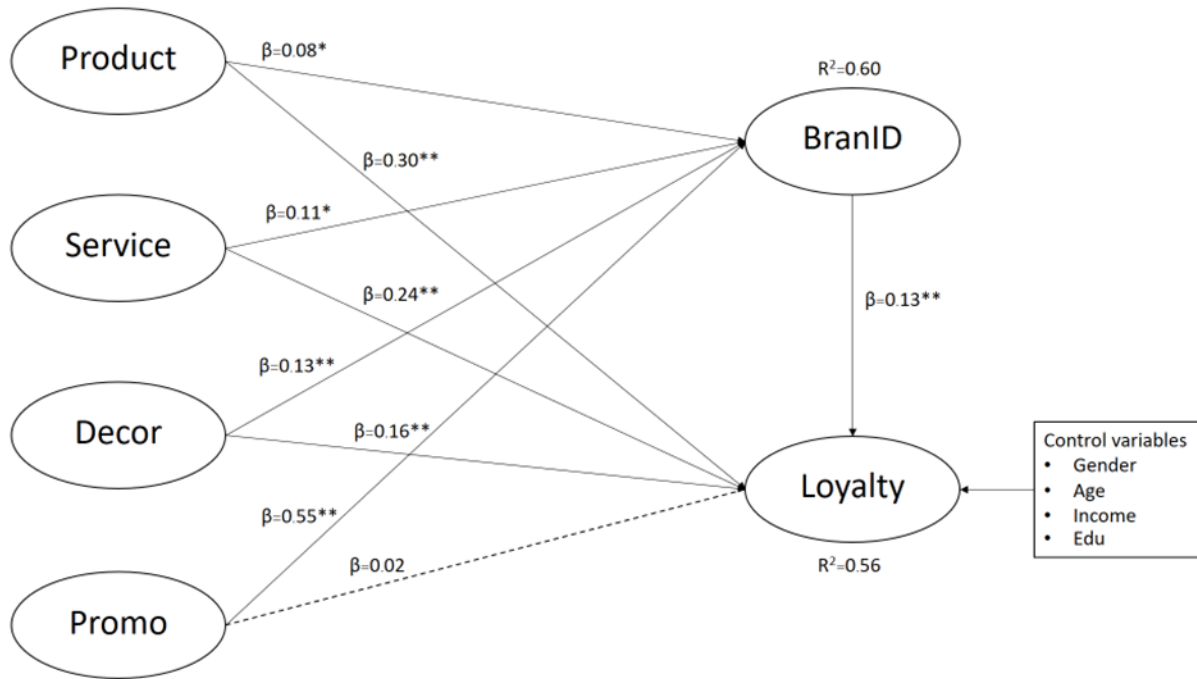 Product
β=0.08*
R²=0.60
BranID
β=0.30**
Service
β=0.11*
β=0.24**
β=0.13**
β=0.13**
Decor
β=0.16**
Control variables
• Gender
• Age
• Income
• Edu
Loyalty
β=0.55**
β=0.02
R²=0.56
Promo